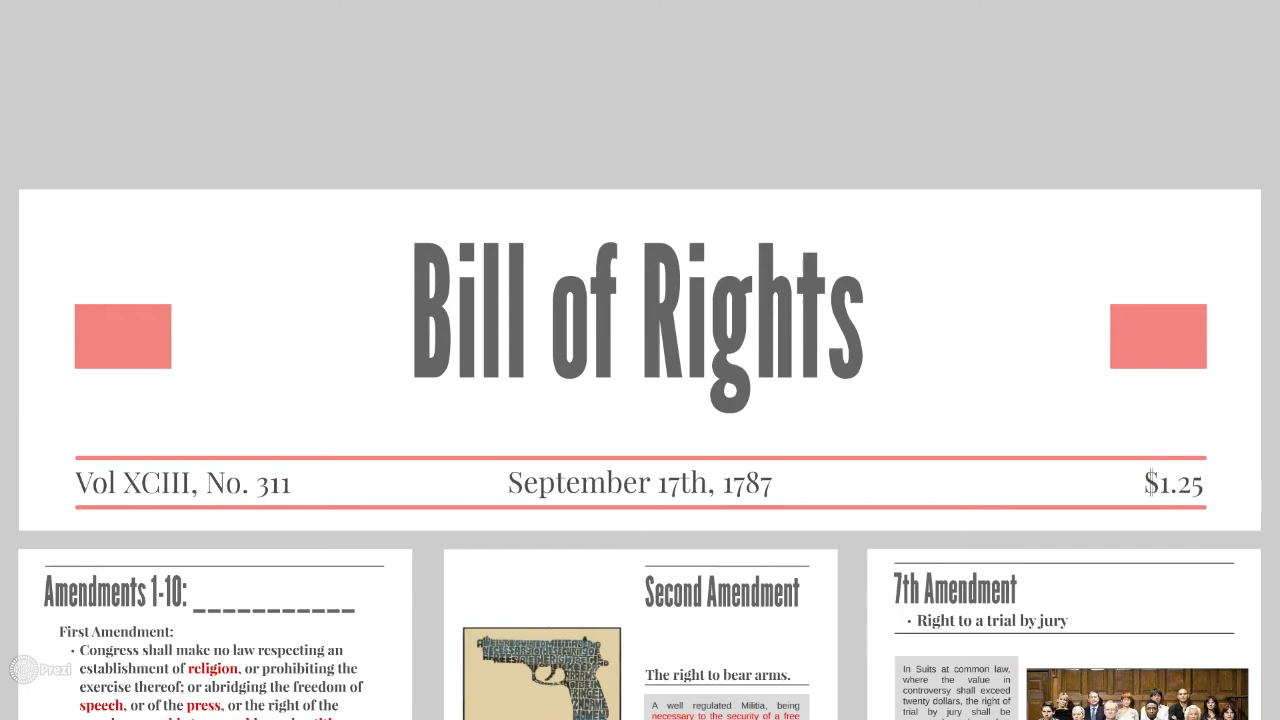 Bill of Rights
Vol XCIII, No. 311
September 17th, 1787
$1.25
Amendments 1-10: ___________
First Amendment:
• Congress shall make no law respecting an
establishment of religion, or prohibiting the
exercise thereof; or abridging the freedom of
speech, or of the press, or the right of the
Second Amendment
The right to bear arms.
A well regulated Militia, being
necessary to the security of a free
7th Amendment
• Right to a trial by jury
In Suits at common law,
where the value in
controversy shall exceed
twenty dollars, the right of
trial by jury shall be
Prezi